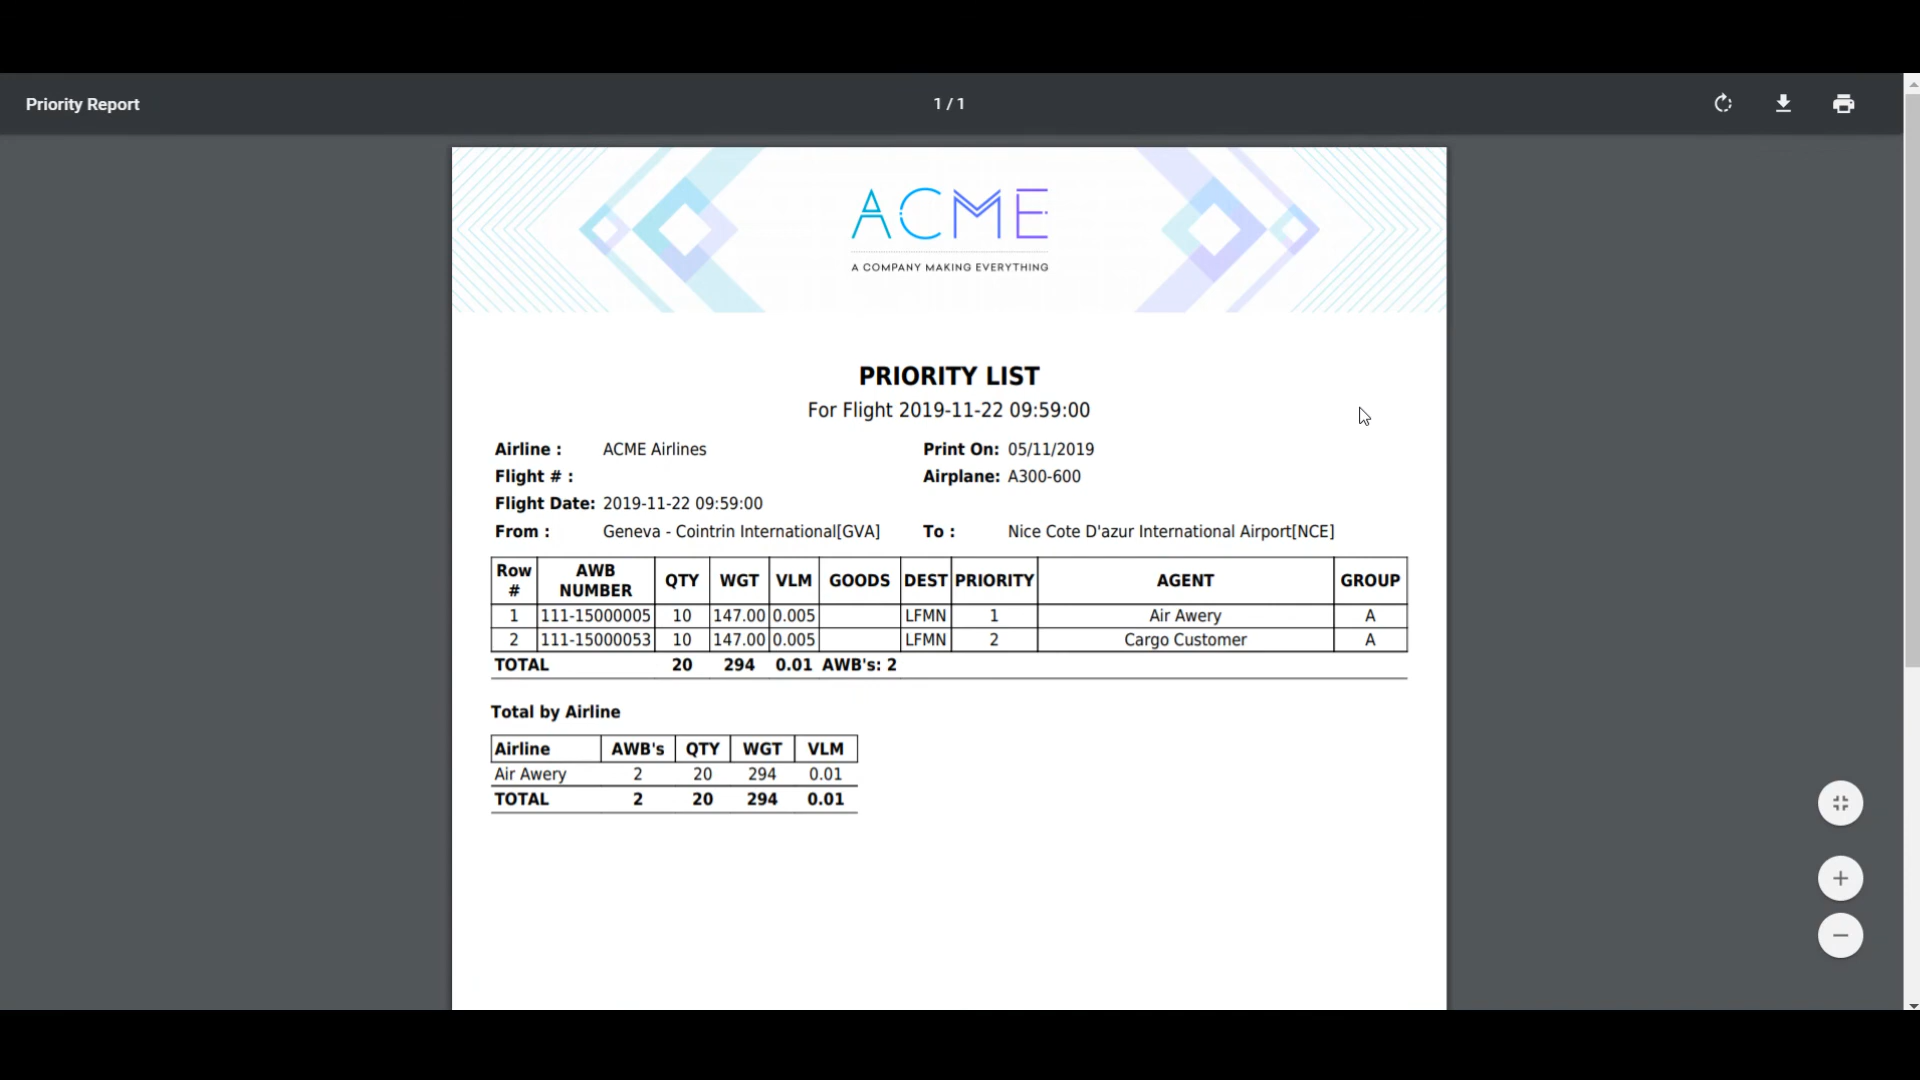 Priority Report
1 / 1
ACME
A COMPANY MAKING EVERYTHING
PRIORITY LIST
For Flight 2019-11-22 09:59:00
Airline : ACME Airlines Print On: 05/11/2019
Flight # : Airplane: A300-600
Flight Date: 2019-11-22 09:59:00
From : Geneva - Cointrin International[GVA] To : Nice Cote D'azur International Airport[NCE]
Row # AWB NUMBER QTY WGT VLM GOODS DEST PRIORITY AGENT GROUP
1 111-15000005 10 147.00 0.005 LFMN 1 Air Awery A
2 111-15000053 10 147.00 0.005 LFMN 2 Cargo Customer A
TOTAL 20 294 0.01 AWB's: 2
Total by Airline
Airline AWB's QTY WGT VLM
Air Awery 2 20 294 0.01
TOTAL 2 20 294 0.01